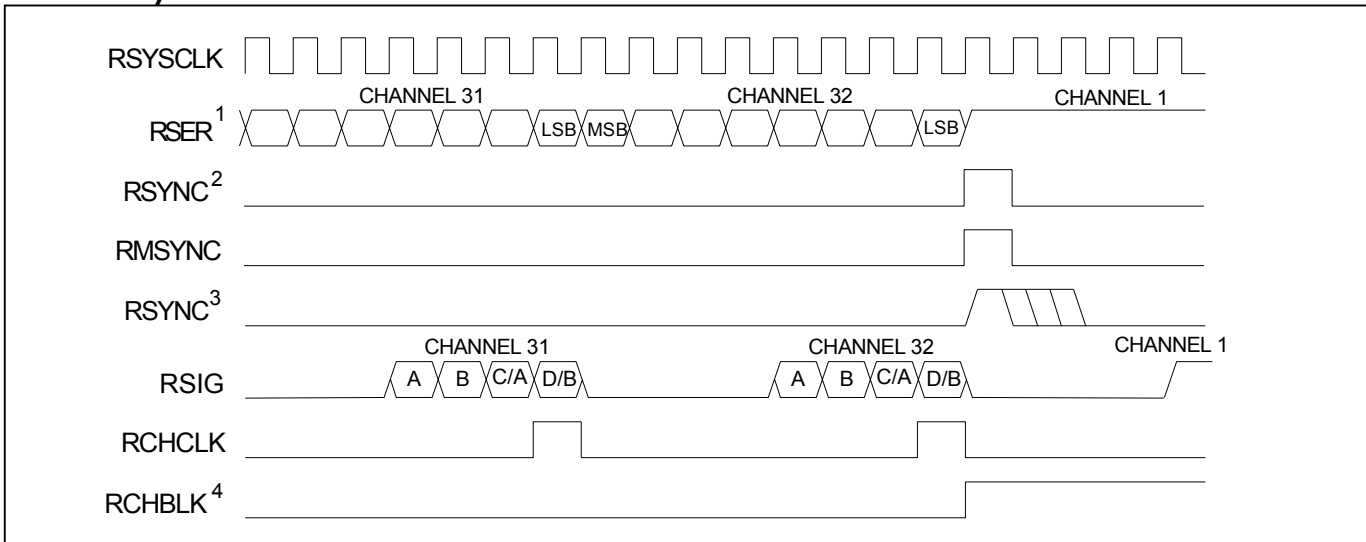 RSYSCLK
CHANNEL 31 CHANNEL 32 CHANNEL 1
RSER1 LSB MSB LSB
RSYNC2
RMSYNC
RSYNC3
CHANNEL 31 CHANNEL 32 CHANNEL 1
RSIG A B C/A D/B A B C/A D/B
RCHCLK
RCHBLK4